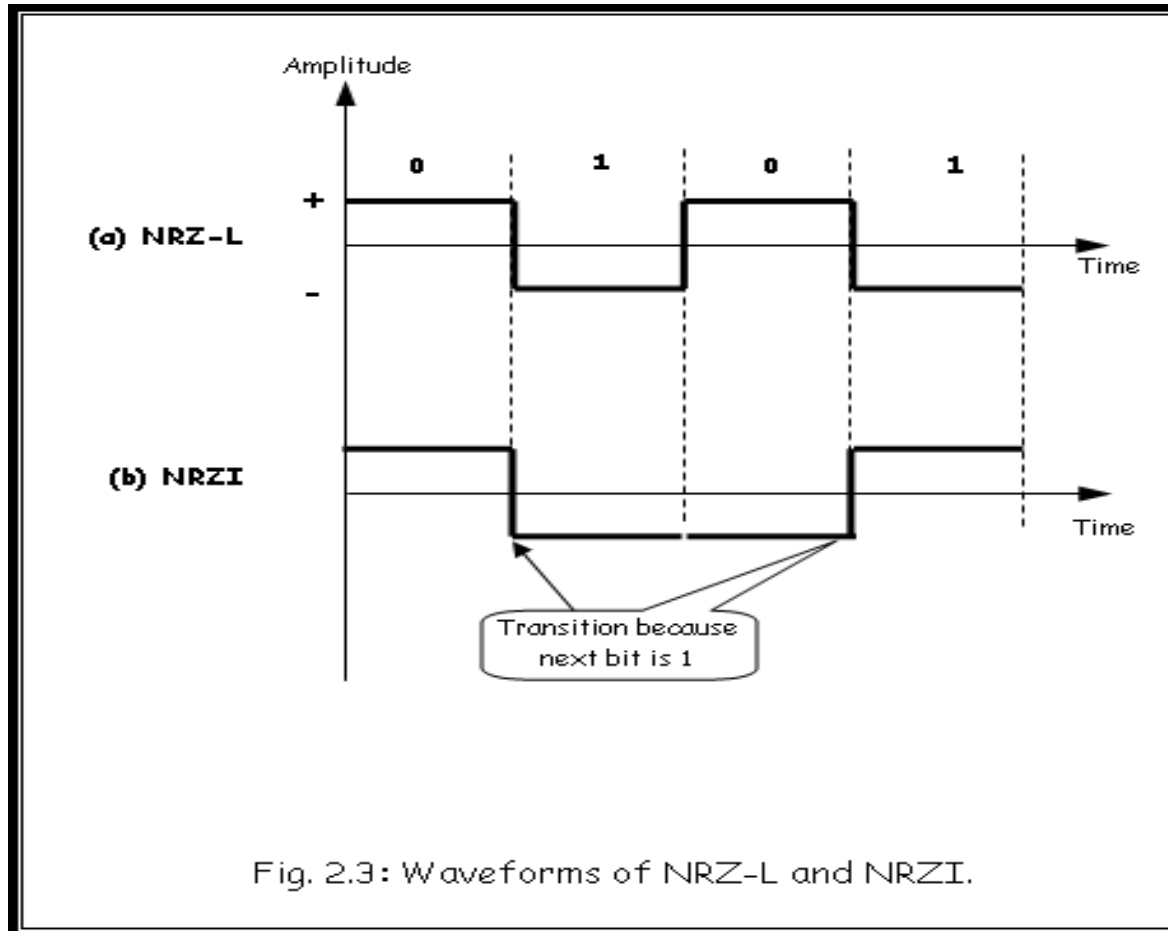 Amplitude
0 1 0 1
+
(a) NRZ-L
Time
-
(b) NRZI
Time
Transition because
next bit is 1
Fig. 2.3: Waveforms of NRZ-L and NRZI.